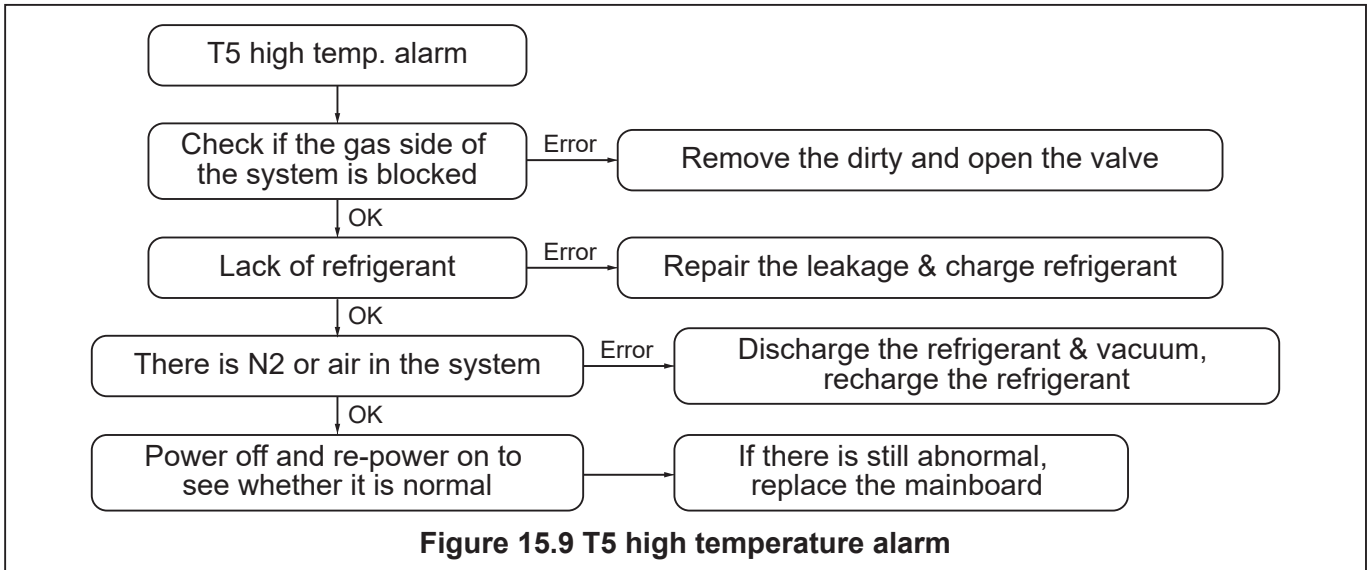 T5 high temp. alarm
Check if the gas side of
the system is blocked
Error
Remove the dirty and open the valve
OK
Lack of refrigerant
Error
Repair the leakage & charge refrigerant
OK
There is N2 or air in the system
Error
Discharge the refrigerant & vacuum,
recharge the refrigerant
OK
Power off and re-power on to
see whether it is normal
If there is still abnormal,
replace the mainboard
Figure 15.9 T5 high temperature alarm